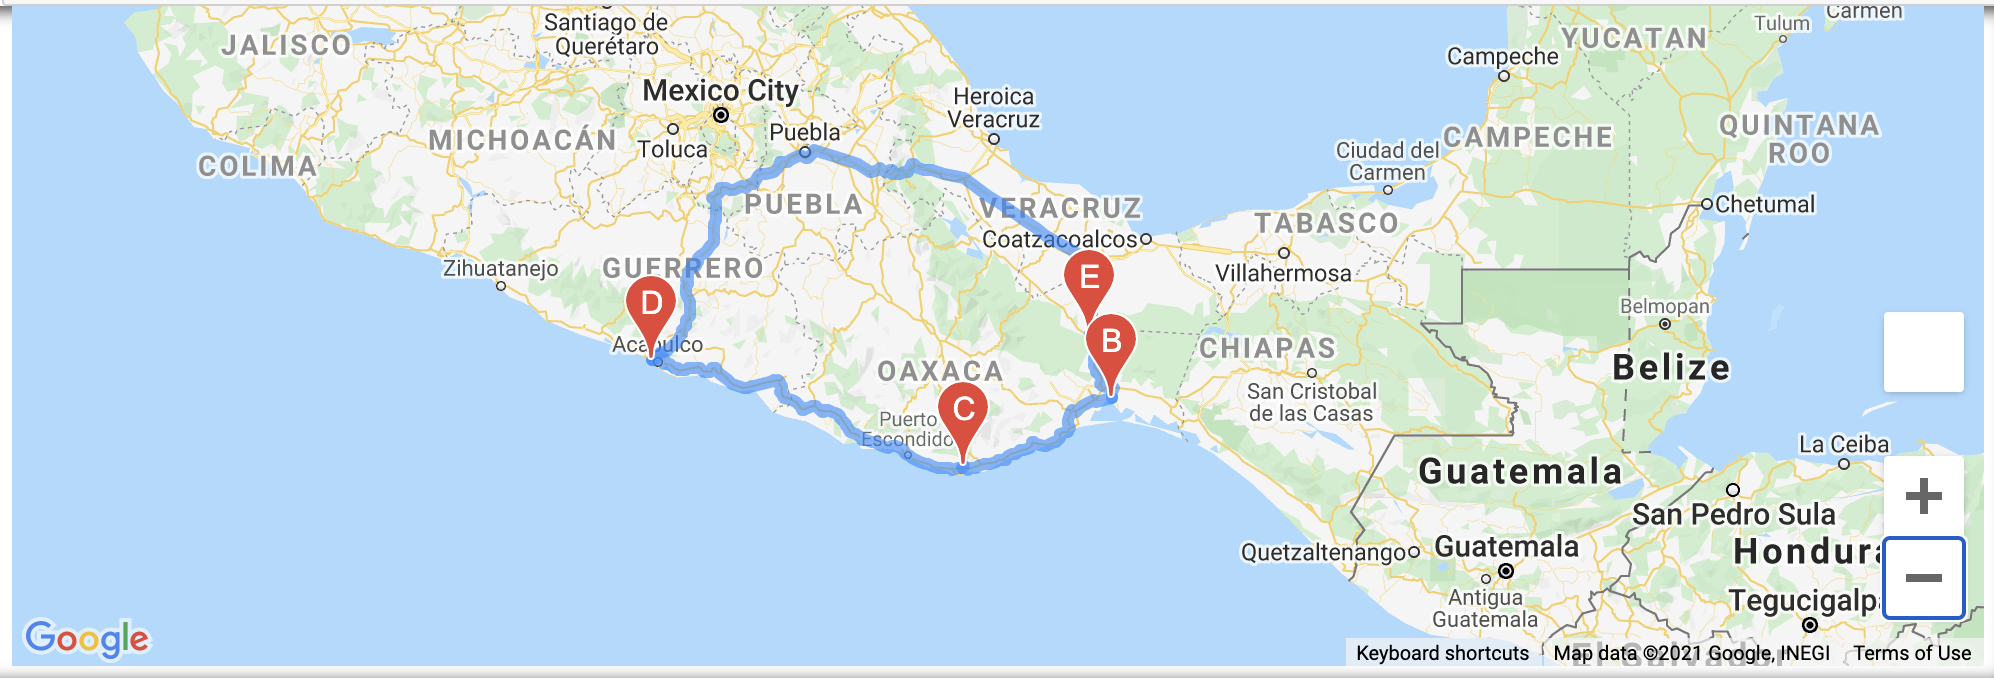 Santiago de
Querétaro
JALISCO
Mexico City
MICHOACÁN
Toluca
Puebla
COLIMA
Heroica
Veracruz
PUEBLA
VERACRUZ
Coatzacoalcos
Zihuatanejo
GUERRERO
D
Acapulco
E
B
OAXACA
C
Puerto
Escondido
Campeche
YUCATAN
Tulum
Carmen
CAMPECHE
QUINTANA
ROO
Ciudad del
Carmen
Chetumal
TABASCO
Villahermosa
Belmopan
CHIAPAS
Belize
San Cristobal
de las Casas
La Ceiba
Guatemala
San Pedro Sula
Quetzaltenango
Guatemala
Hondura
Antigua
Guatemala
Tegucigalpa
El Salvador
Google
Keyboard shortcuts
Map data ©2021 Google, INEGI
Terms of Use